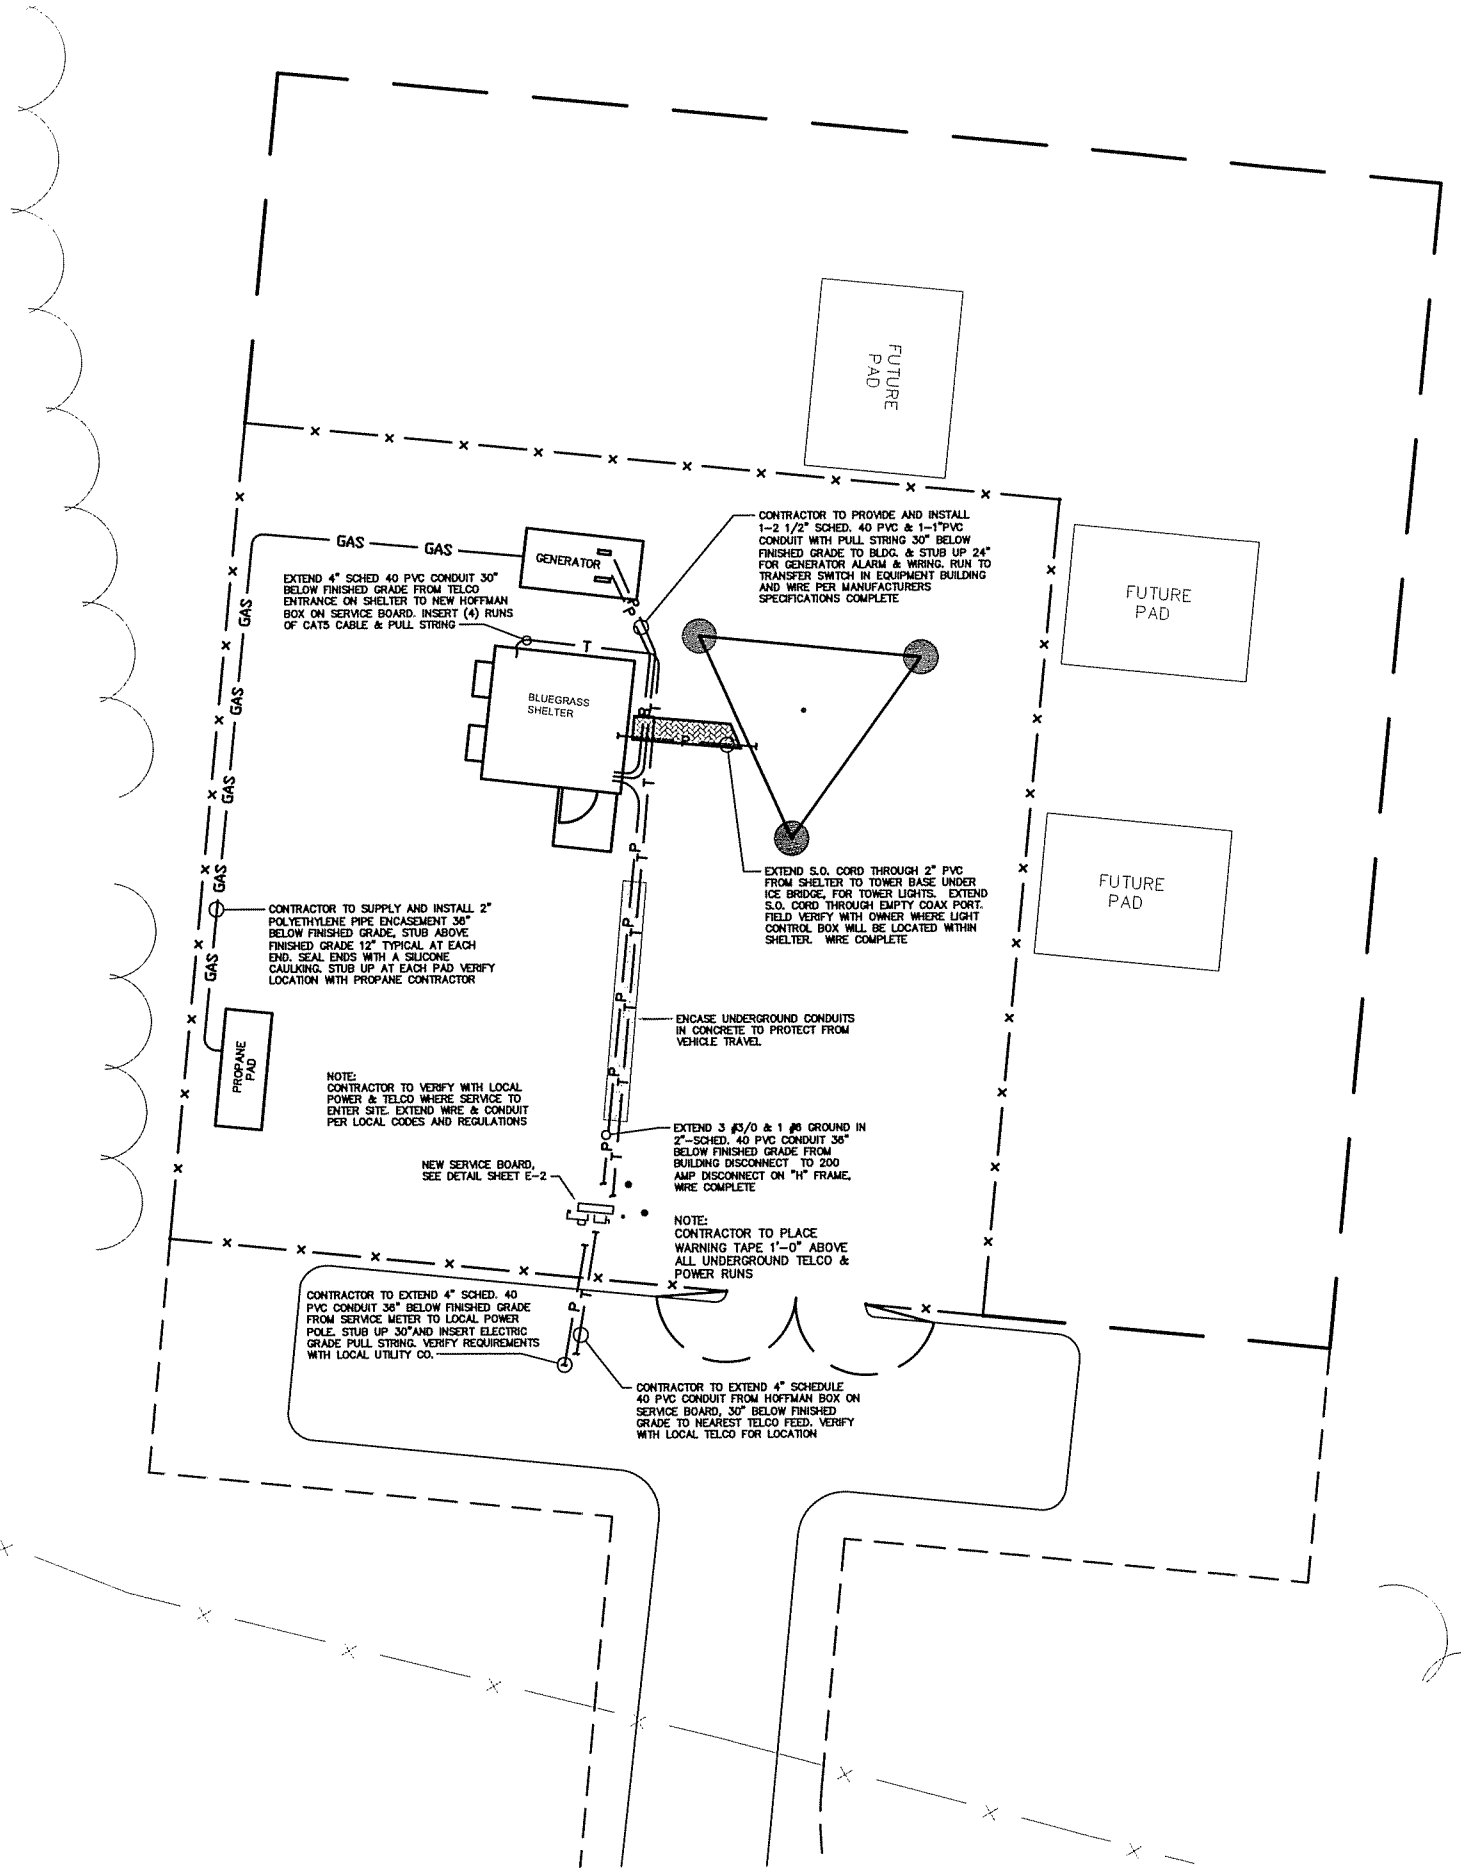 FUTURE
PAD
CONTRACTOR TO PROVIDE AND INSTALL
1-2 1/2" SCHED. 40 PVC & 1-1"PVC
CONDUIT WITH PULL STRING 30" BELOW
FINISHED GRADE TO BLDG. & STUB UP 24"
FOR GENERATOR ALARM & WIRING. RUN TO
TRANSFER SWITCH IN EQUIPMENT BUILDING
AND WIRE PER MANUFACTURERS
SPECIFICATIONS COMPLETE
GAS
GAS
GENERATOR
EXTEND 4" SCHED 40 PVC CONDUIT 30"
BELOW FINISHED GRADE FROM TELCO
ENTRANCE ON SHELTER TO NEW HOFFMAN
BOX ON SERVICE BOARD. INSERT (4) RUNS
OF CAT5 CABLE & PULL STRING
FUTURE
PAD
GAS
P
P
T
GAS
BLUEGRASS
SHELTER
T
P
T
GAS
P
T
FUTURE
PAD
EXTEND S.O. CORD THROUGH 2" PVC
FROM SHELTER TO TOWER BASE UNDER
ICE BRIDGE, FOR TOWER LIGHTS. EXTEND
S.O. CORD THROUGH EMPTY COAX PORT.
FIELD VERIFY WITH OWNER WHERE LIGHT
CONTROL BOX WILL BE LOCATED WITHIN
SHELTER. WIRE COMPLETE
GAS
CONTRACTOR TO SUPPLY AND INSTALL 2"
POLYETHYLENE PIPE ENCASEMENT 36"
BELOW FINISHED GRADE, STUB ABOVE
FINISHED GRADE 12" TYPICAL AT EACH
END. SEAL ENDS WITH A SILICONE
CAULKING. STUB UP AT EACH PAD VERIFY
LOCATION WITH PROPANE CONTRACTOR
GAS
P
T
P
T
ENCASE UNDERGROUND CONDUITS
IN CONCRETE TO PROTECT FROM
VEHICLE TRAVEL
PROPANE
PAD
P
T
NOTE:
CONTRACTOR TO VERIFY WITH LOCAL
POWER & TELCO WHERE SERVICE TO
ENTER SITE. EXTEND WIRE & CONDUIT
PER LOCAL CODES AND REGULATIONS
EXTEND 3 #3/0 & 1 #6 GROUND IN
2"-SCHED. 40 PVC CONDUIT 36"
BELOW FINISHED GRADE FROM
BUILDING DISCONNECT TO 200
AMP DISCONNECT ON "H" FRAME,
WIRE COMPLETE
P
T
NEW SERVICE BOARD,
SEE DETAIL SHEET E-2
NOTE:
CONTRACTOR TO PLACE
WARNING TAPE 1'-0" ABOVE
ALL UNDERGROUND TELCO &
POWER RUNS
CONTRACTOR TO EXTEND 4" SCHED. 40
PVC CONDUIT 36" BELOW FINISHED GRADE
FROM SERVICE METER TO LOCAL POWER
POLE. STUB UP 30"AND INSERT ELECTRIC
GRADE PULL STRING. VERIFY REQUIREMENTS
WITH LOCAL UTILITY CO.
P
T
CONTRACTOR TO EXTEND 4" SCHEDULE
40 PVC CONDUIT FROM HOFFMAN BOX ON
SERVICE BOARD, 30" BELOW FINISHED
GRADE TO NEAREST TELCO FEED. VERIFY
WITH LOCAL TELCO FOR LOCATION